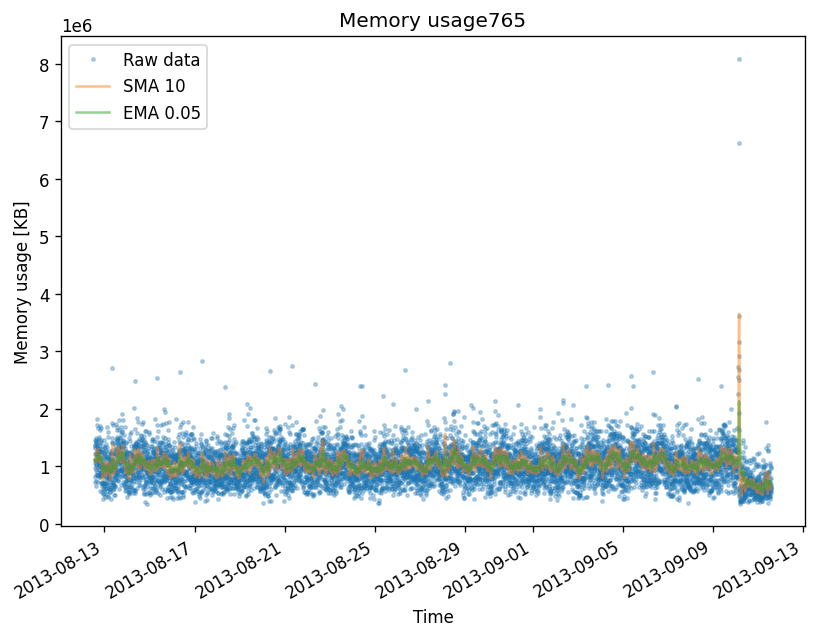 Memory usage765
1e6
Raw data
SMA 10
EMA 0.05
8
7
6
5
4
3
2
1
0
Memory usage [KB]
2013-08-13
2013-08-17
2013-08-21
2013-08-25
2013-08-29
2013-09-01
2013-09-05
2013-09-09
2013-09-13
Time